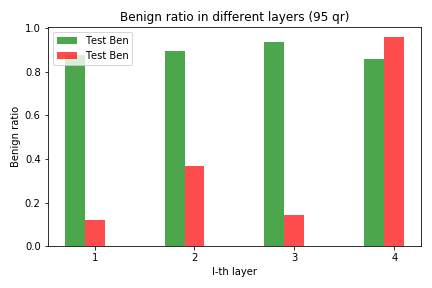 Benign ratio in different layers (95 qr)
Test Ben
Test Ben
Benign ratio
1.0
0.8
0.6
0.4
0.2
0.0
1 2 3 4
l-th layer